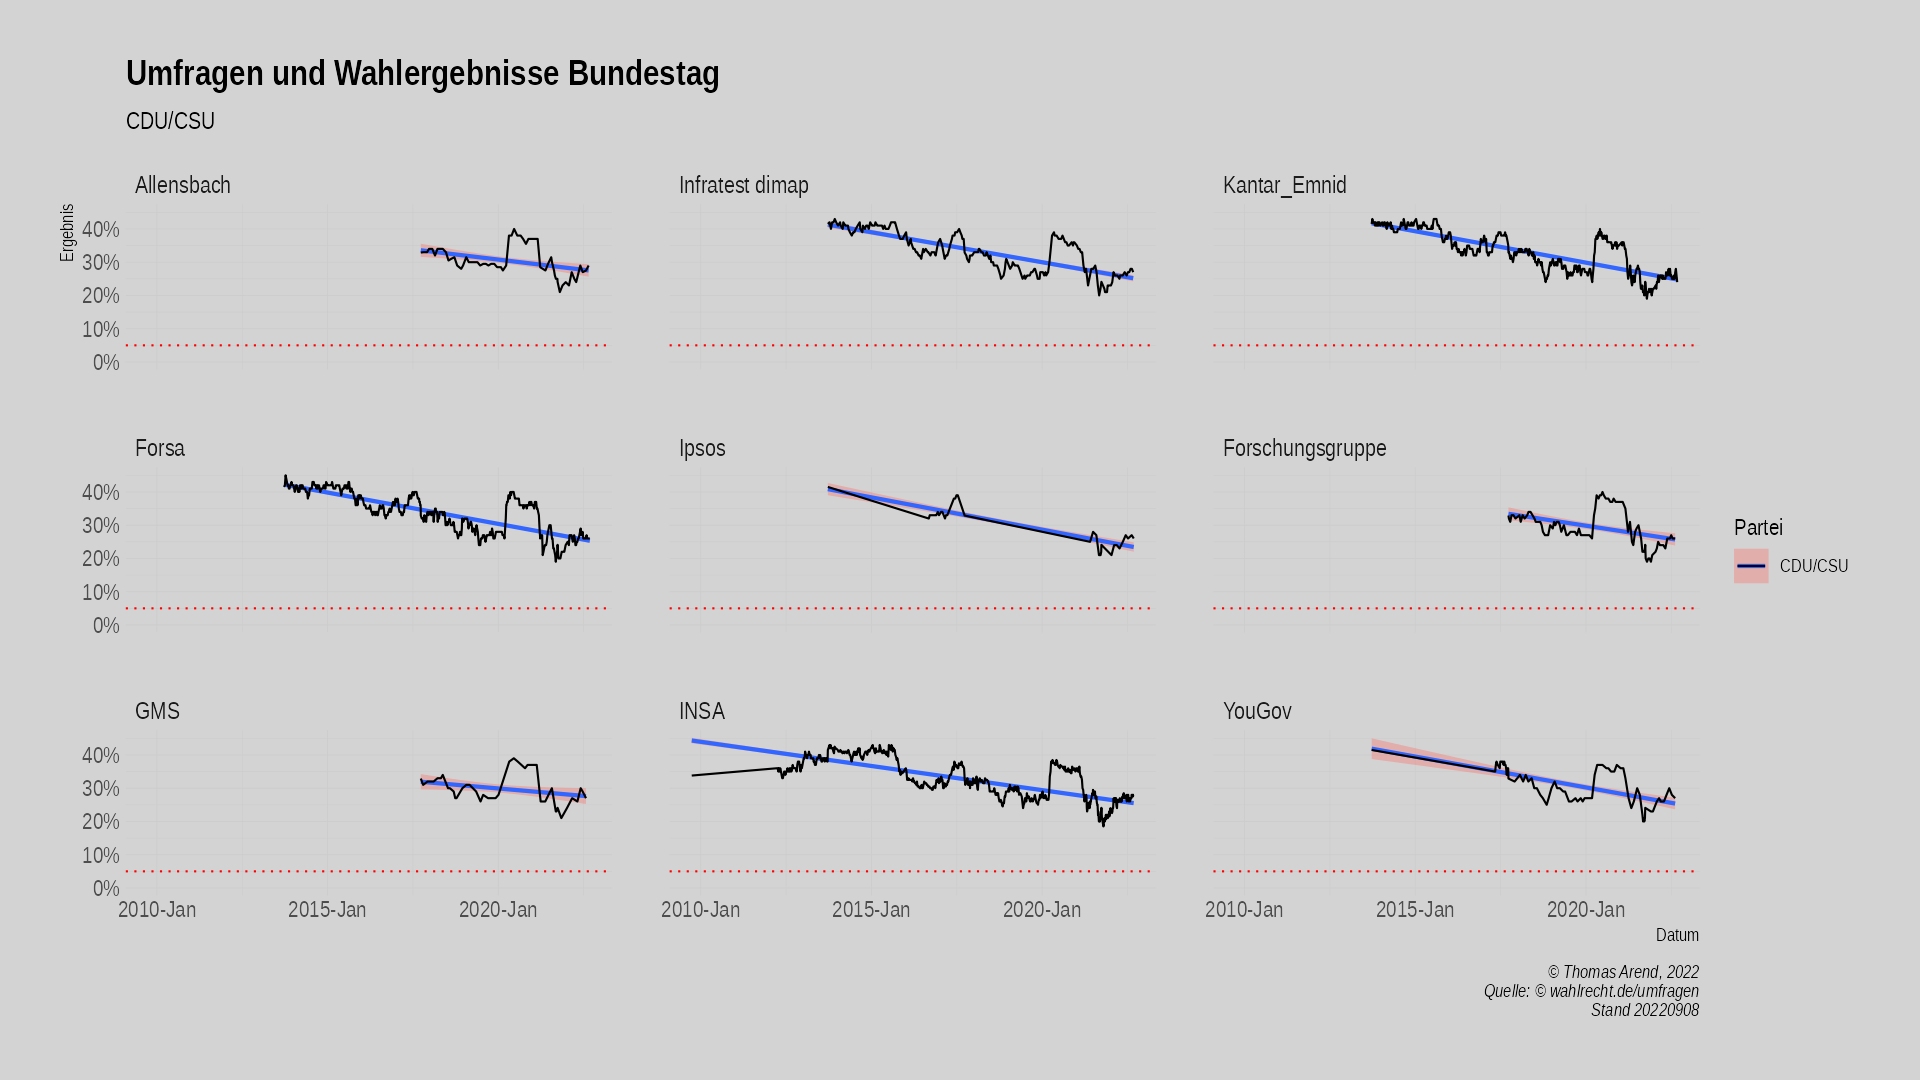 Umfragen und Wahlergebnisse Bundestag
CDU/CSU
Allensbach
Infratest dimap
Kantar_Emnid
Ergebnis
40%
30%
20%
10%
0%
Forsa
Ipsos
Forschungsgruppe
40%
30%
20%
10%
0%
Partei
CDU/CSU
GMS
INSA
YouGov
40%
30%
20%
10%
0%
2010-Jan 2015-Jan 2020-Jan
2010-Jan 2015-Jan 2020-Jan
2010-Jan 2015-Jan 2020-Jan
Datum
© Thomas Arend, 2022
Quelle: © wahlrecht.de/umfragen
Stand 20220908